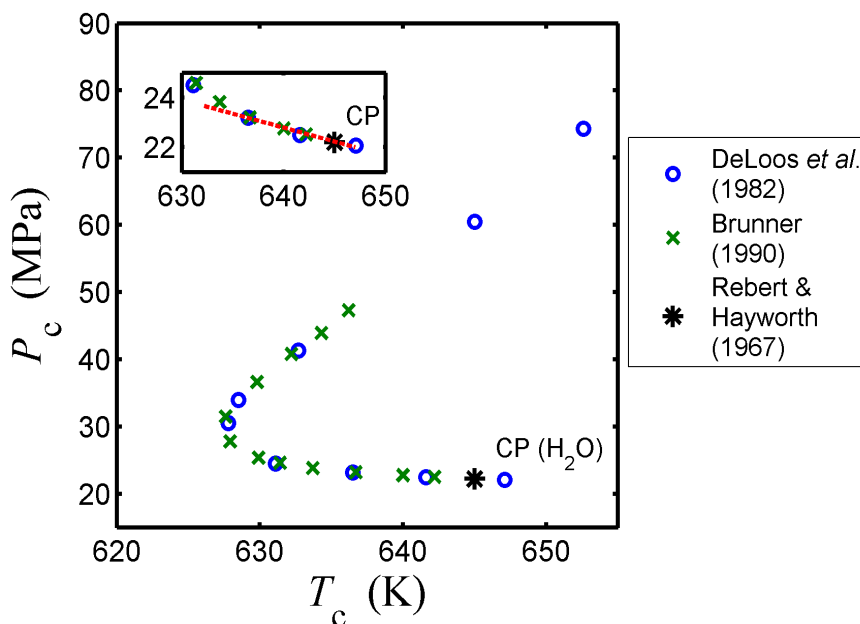 90
80
70
60
50
40
30
20
P_c (MPa)
24
22
630
640
650
CP
CP (H₂O)
620
630
640
650
T_c (K)
DeLoos et al.
(1982)
Brunner
(1990)
Rebert &
Hayworth
(1967)